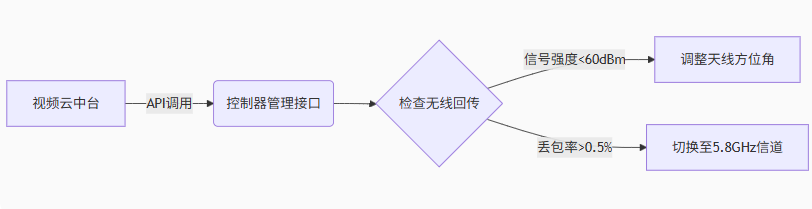 视频云中台
API调用
控制器管理接口
检查无线回传
信号强度<60dBm
调整天线方位角
丢包率>0.5%
切换至5.8GHz信道